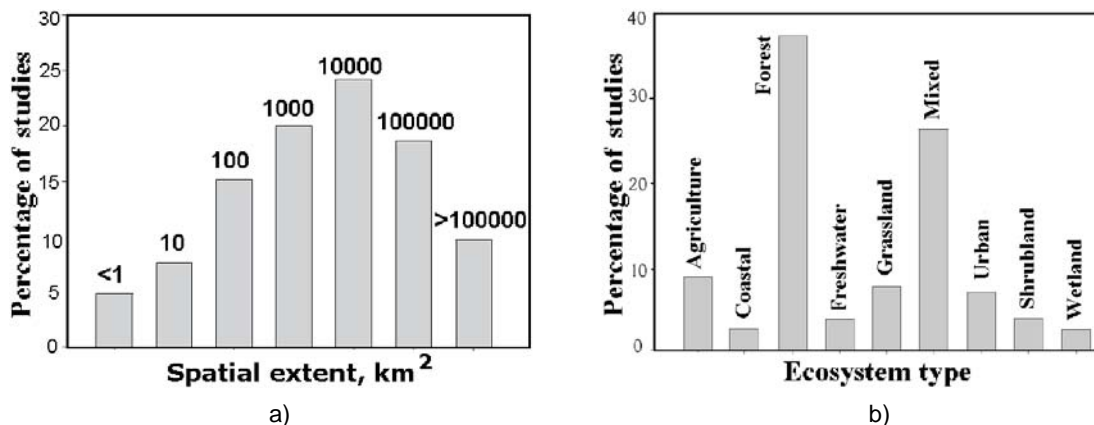 Percentage of studies
30
25
20
15
10
5
0
<1
10
100
1000
10000
100000
>100000
Spatial extent, km²
a)
Percentage of studies
40
30
20
10
0
Agriculture
Coastal
Forest
Freshwater
Grassland
Mixed
Urban
Shrubland
Wetland
Ecosystem type
b)